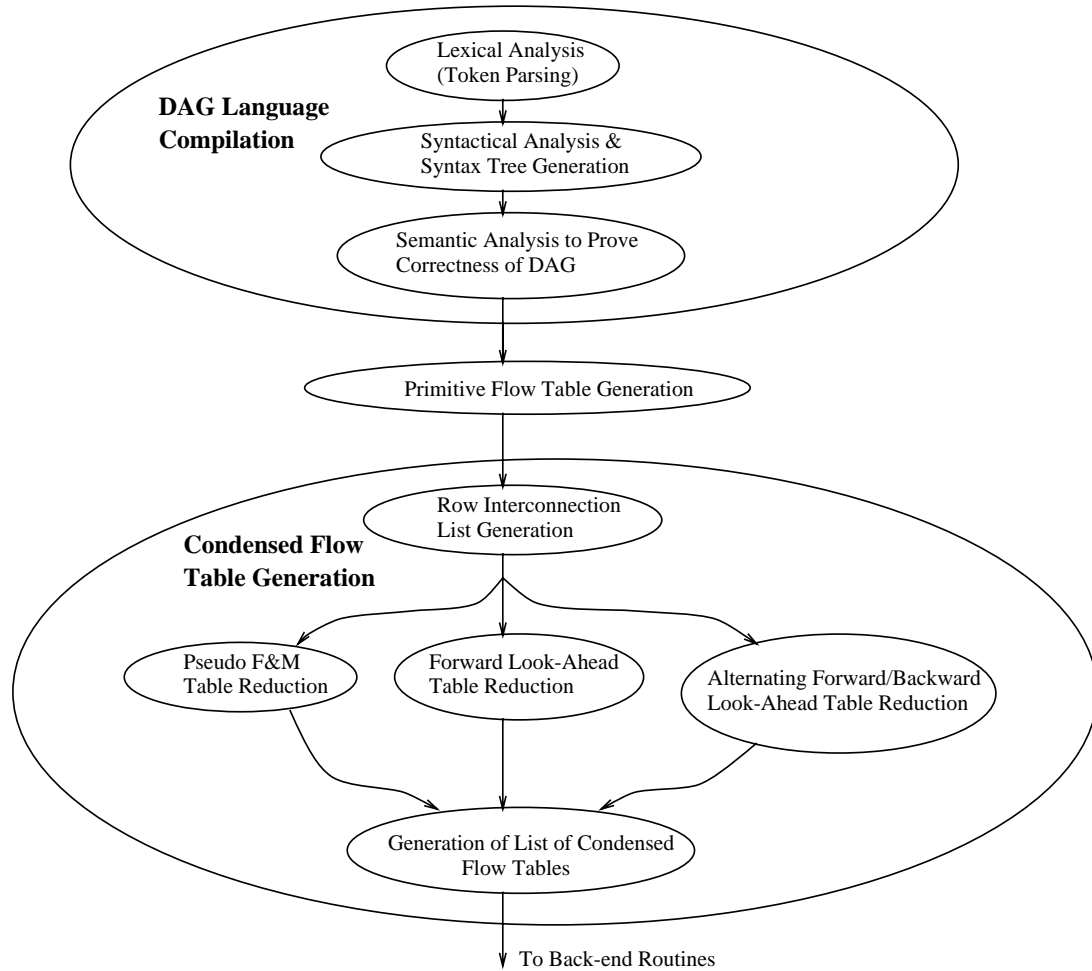 Lexical Analysis
(Token Parsing)
DAG Language
Compilation
Syntactical Analysis &
Syntax Tree Generation
Semantic Analysis to Prove
Correctness of DAG
Primitive Flow Table Generation
Row Interconnection
List Generation
Condensed Flow
Table Generation
Pseudo F&M
Table Reduction
Forward Look-Ahead
Table Reduction
Alternating Forward/Backward
Look-Ahead Table Reduction
Generation of List of Condensed
Flow Tables
To Back-end Routines